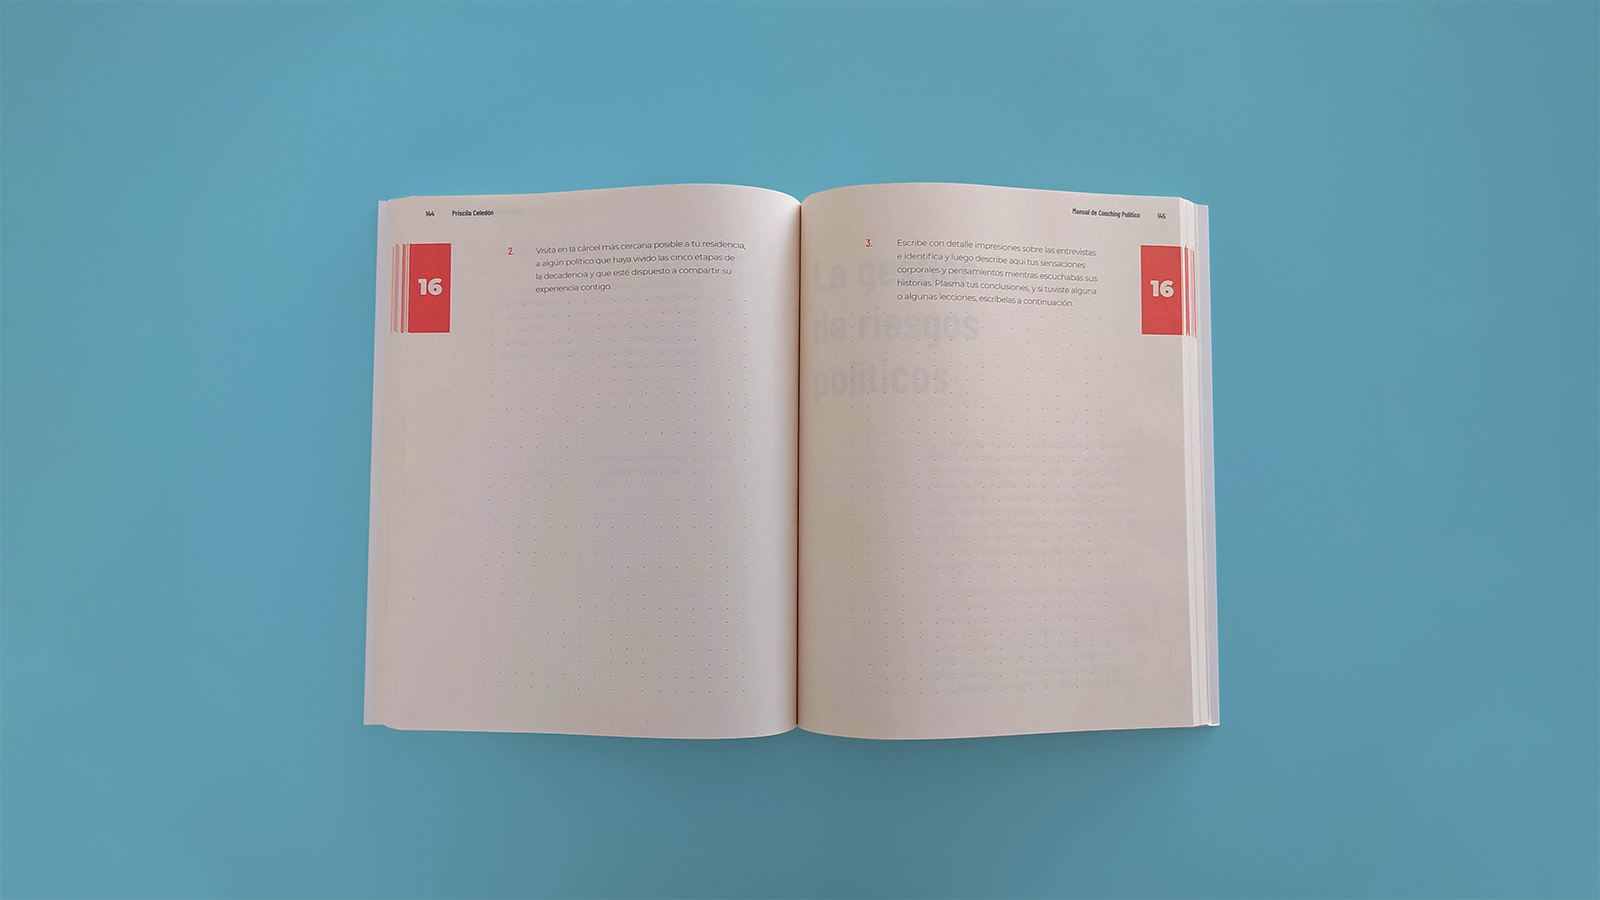 144 Priscila Celedón
16
2. Visita en la cárcel más cercana posible a tu residencia,
a algún político que haya vivido las cinco etapas de
la decadencia y que esté dispuesto a compartir su
experiencia contigo.
Manual de Coaching Político 145
16
3. Escribe con detalle impresiones sobre las entrevistas
e identifica y luego describe aquí tus sensaciones
corporales y pensamientos mientras escuchabas sus
historias. Plasma tus conclusiones, y si tuviste alguna
o algunas lecciones, escríbelas a continuación.
La
de riesgos
políticos